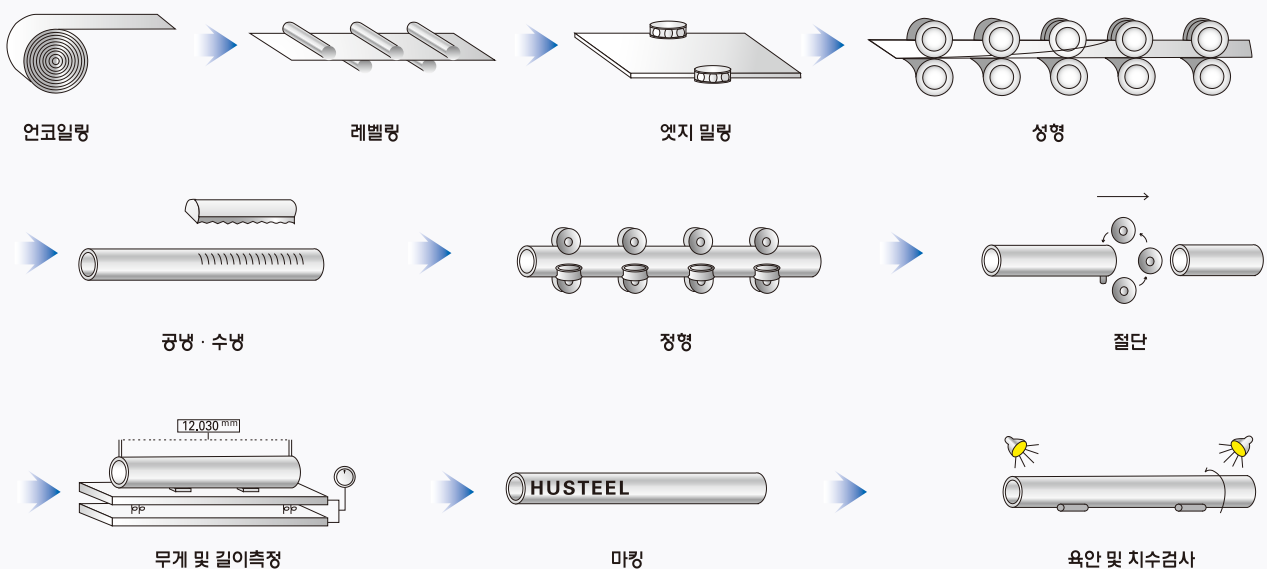 언코일링
레벨링
엣지 밀링
성형
공냉 · 수냉
정형
절단
12,030 mm
무게 및 길이측정
HUSTEEL
마킹
육안 및 치수검사